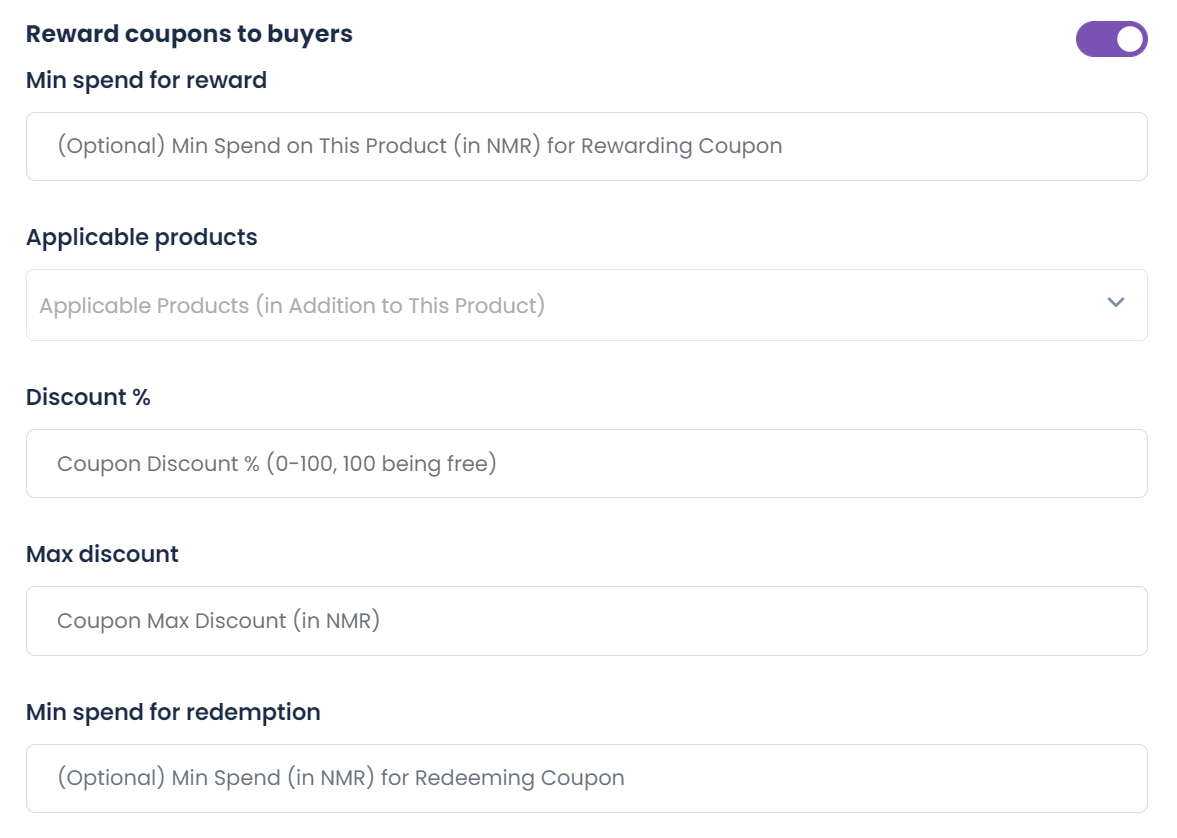 Reward coupons to buyers
Min spend for reward
(Optional) Min Spend on This Product (in NMR) for Rewarding Coupon
Applicable products
Applicable Products (in Addition to This Product)
Discount %
Coupon Discount % (0-100, 100 being free)
Max discount
Coupon Max Discount (in NMR)
Min spend for redemption
(Optional) Min Spend (in NMR) for Redeeming Coupon